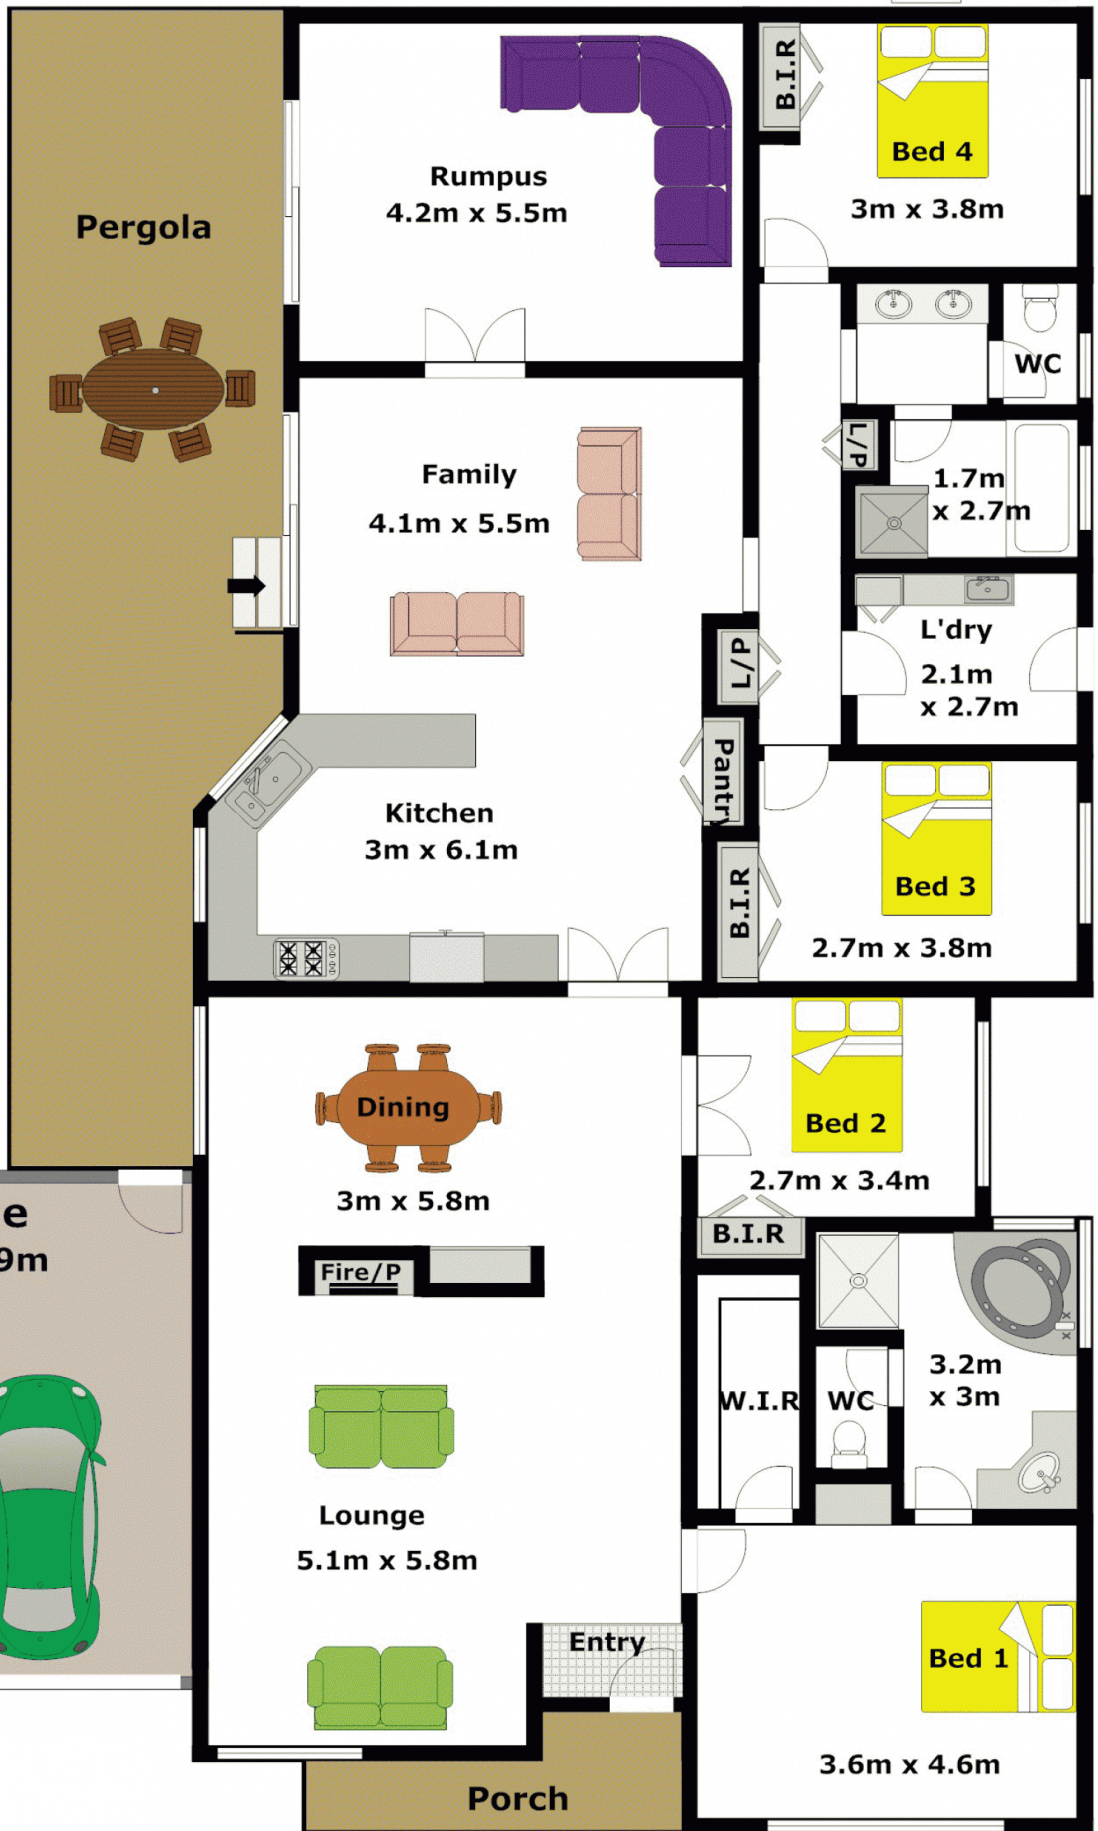 B.I.R
Bed 4
3m x 3.8m
Rumpus
4.2m x 5.5m
Pergola
WC
L/P
1.7m
x 2.7m
Family
4.1m x 5.5m
L'dry
2.1m
x 2.7m
L/P
Pantry
Kitchen
3m x 6.1m
B.I.R
Bed 3
2.7m x 3.8m
Dining
3m x 5.8m
Bed 2
2.7m x 3.4m
B.I.R
e
9m
Fire/P
3.2m
x 3m
W.I.R
WC
Lounge
5.1m x 5.8m
Entry
Bed 1
3.6m x 4.6m
Porch